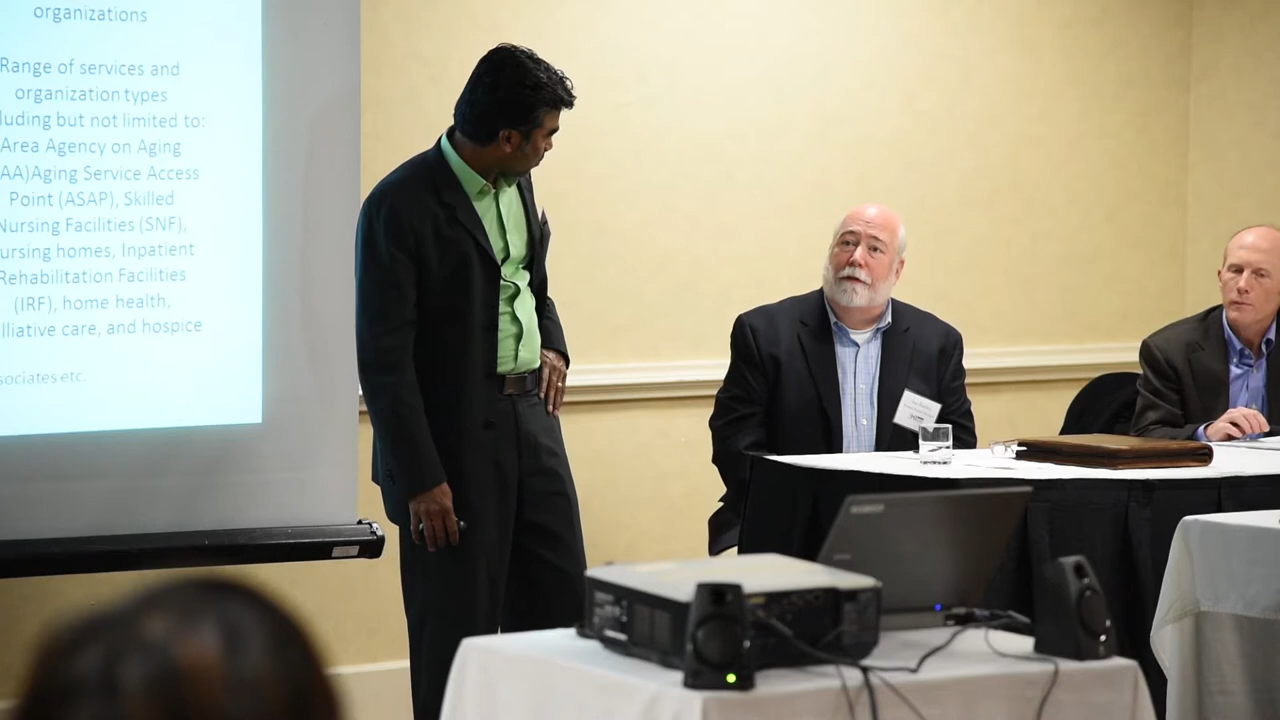 organizations
Range of services and
organization types
luding but not limited to:
Area Agency on Aging
AA)Aging Service Access
Point (ASAP), Skilled
Nursing Facilities (SNF),
ursing homes, Inpatient
Rehabilitation Facilities
(IRF), home health,
lliative care, and hospice
sociates etc.